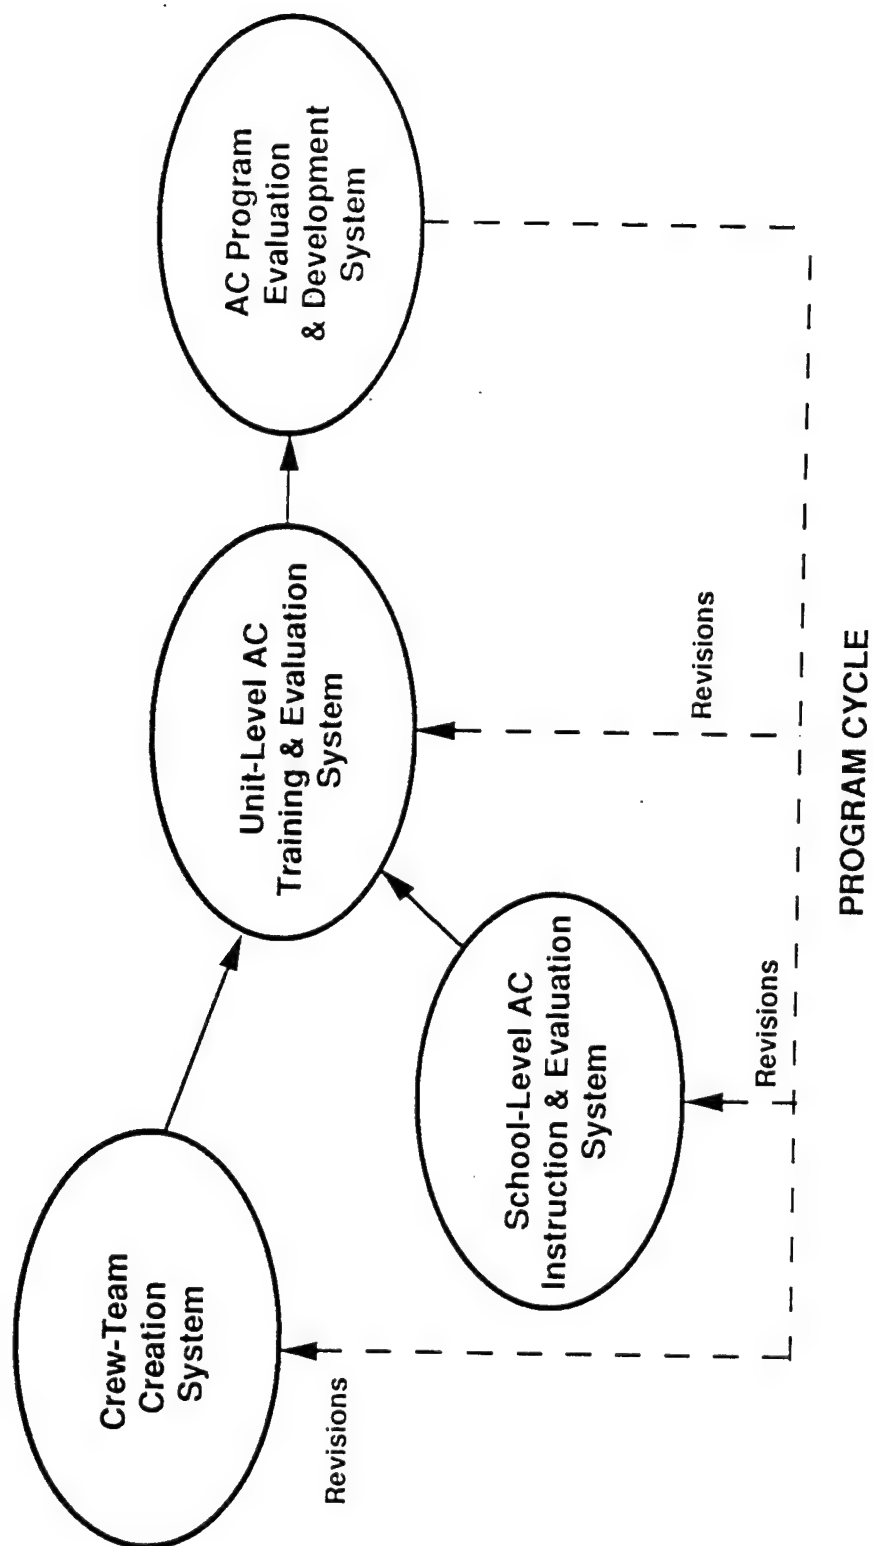 Crew-Team
Creation
System
Revisions
School-Level AC
Instruction & Evaluation
System
Revisions
Unit-Level AC
Training & Evaluation
System
Revisions
AC Program
Evaluation
& Development
System
PROGRAM CYCLE